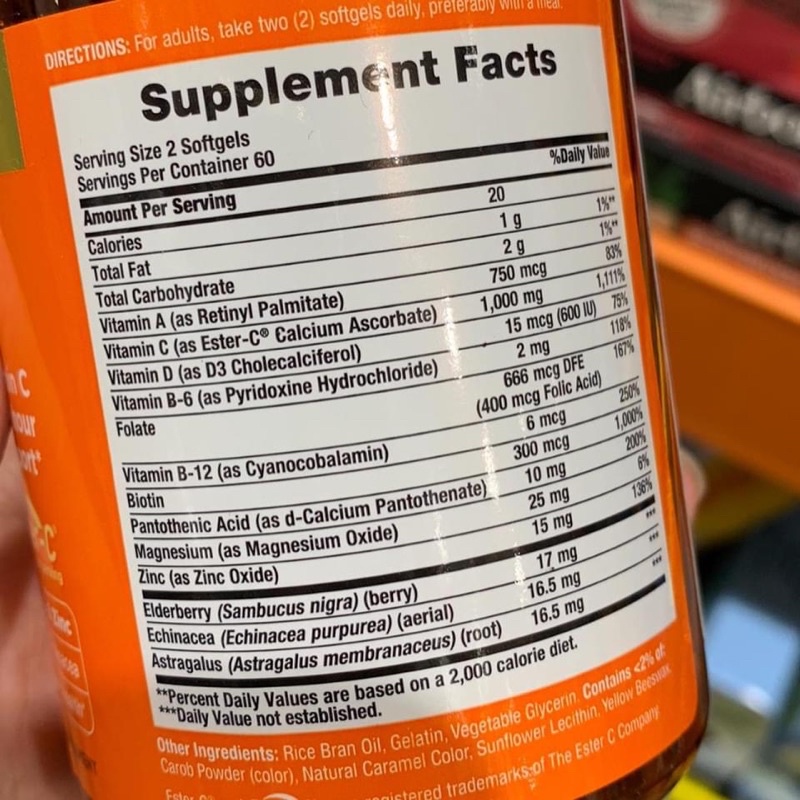 DIRECTIONS: For adults, take two (2) softgels daily, preferably with a meal.
Supplement Facts
Serving Size 2 Softgels
Servings Per Container 60
Amount Per Serving %Daily Value
Calories 20
Total Fat 1 g 1%**
Total Carbohydrate 2 g 1%**
Vitamin A (as Retinyl Palmitate) 750 mcg 83%
Vitamin C (as Ester-C® Calcium Ascorbate) 1,000 mg 1,111%
Vitamin D (as D3 Cholecalciferol) 15 mcg (600 IU) 75%
Vitamin B-6 (as Pyridoxine Hydrochloride) 2 mg 118%
Folate 666 mcg DFE 167%
(400 mcg Folic Acid)
Vitamin B-12 (as Cyanocobalamin) 6 mcg 250%
Biotin 300 mcg 1,000%
Pantothenic Acid (as d-Calcium Pantothenate) 10 mg 200%
Magnesium (as Magnesium Oxide) 25 mg 6%
Zinc (as Zinc Oxide) 15 mg 136%
Elderberry (Sambucus nigra) (berry) 17 mg ***
Echinacea (Echinacea purpurea) (aerial) 16.5 mg ***
Astragalus (Astragalus membranaceus) (root) 16.5 mg ***
**Percent Daily Values are based on a 2,000 calorie diet.
***Daily Value not established.
Other Ingredients: Rice Bran Oil, Gelatin, Vegetable Glycerin. Contains <2% of:
Carob Powder (color), Natural Caramel Color, Sunflower Lecithin, Yellow Beeswax.
trademarks of The Ester C Company